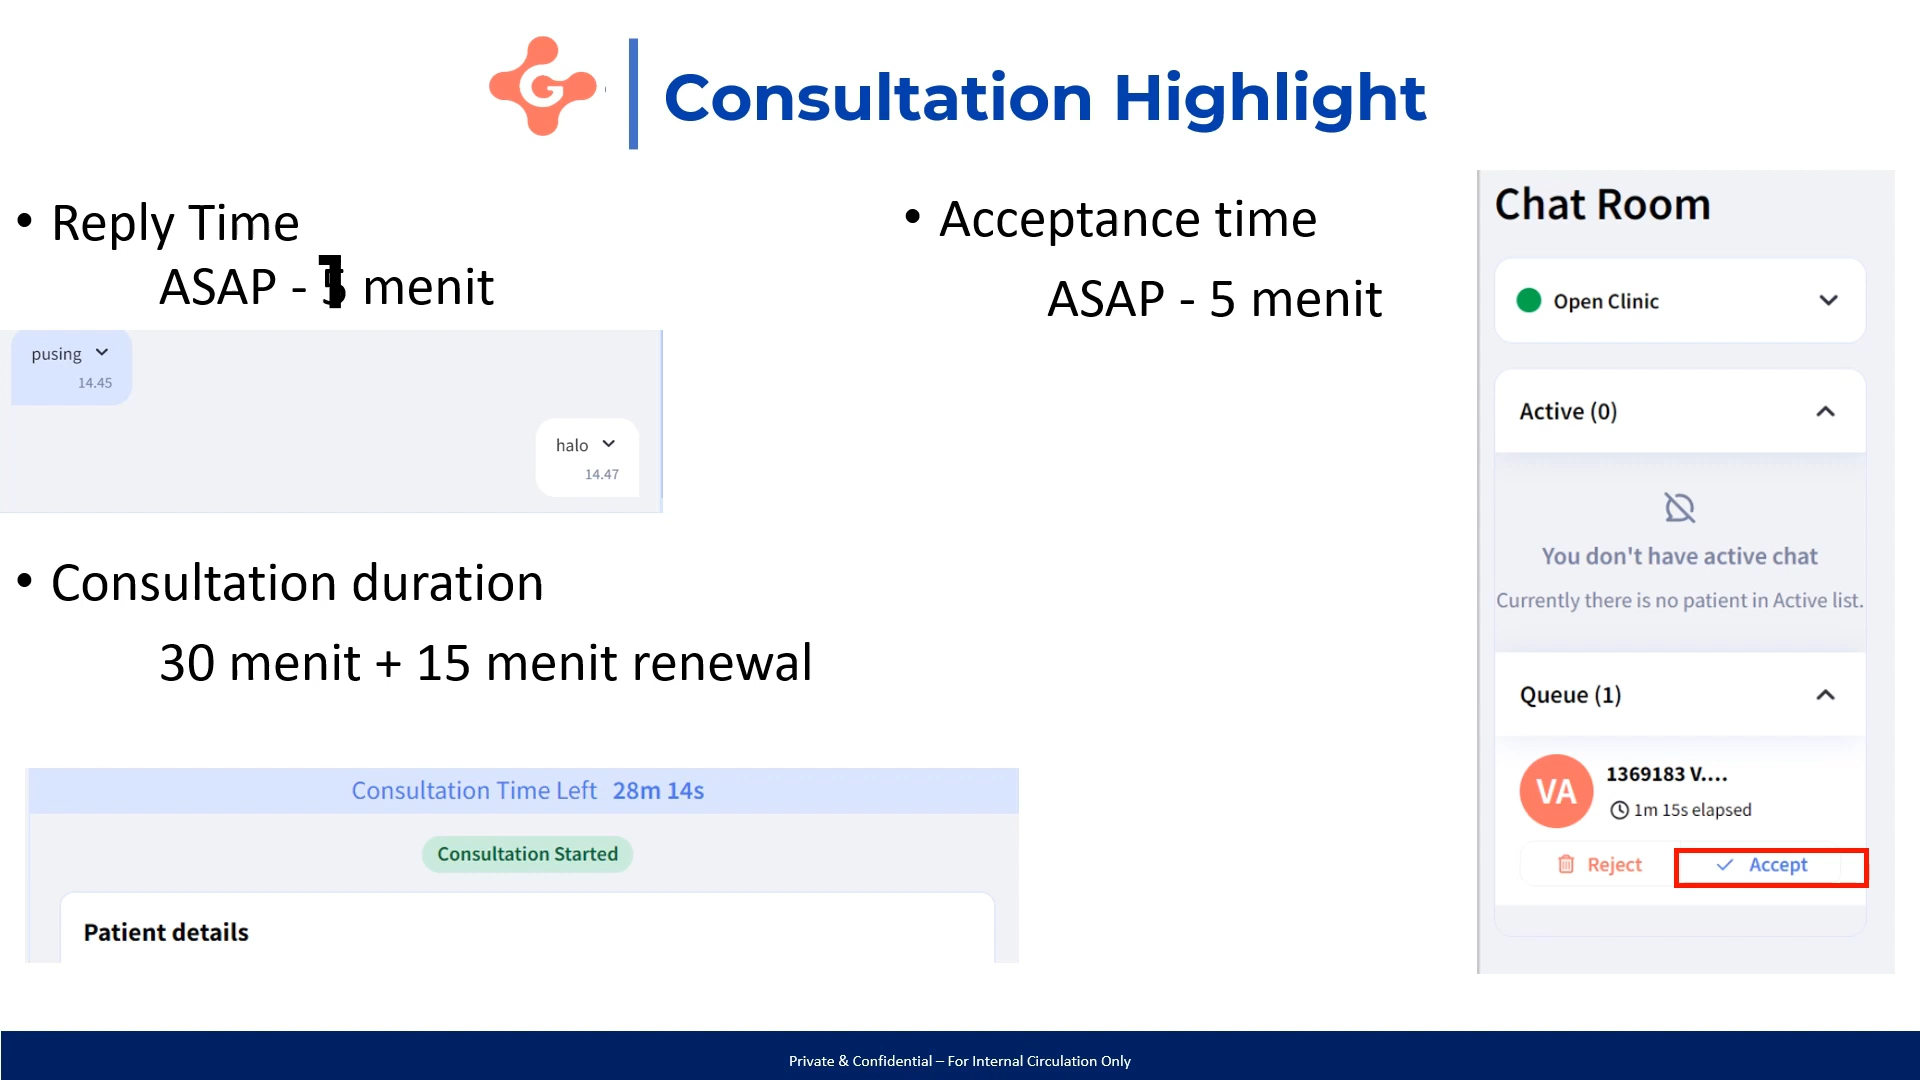 G
Consultation Highlight
• Reply Time
ASAP - menit
pusing
14.45
halo
14.47
• Consultation duration
30 menit + 15 menit renewal
Consultation Time Left 28m 14s
Consultation Started
Patient details
• Acceptance time
ASAP - 5 menit
Chat Room
Open Clinic
Active (0)
You don't have active chat
Currently there is no patient in Active list.
Queue (1)
VA
1369183 V....
1m 15s elapsed
Reject
Accept
Private & Confidential – For Internal Circulation Only